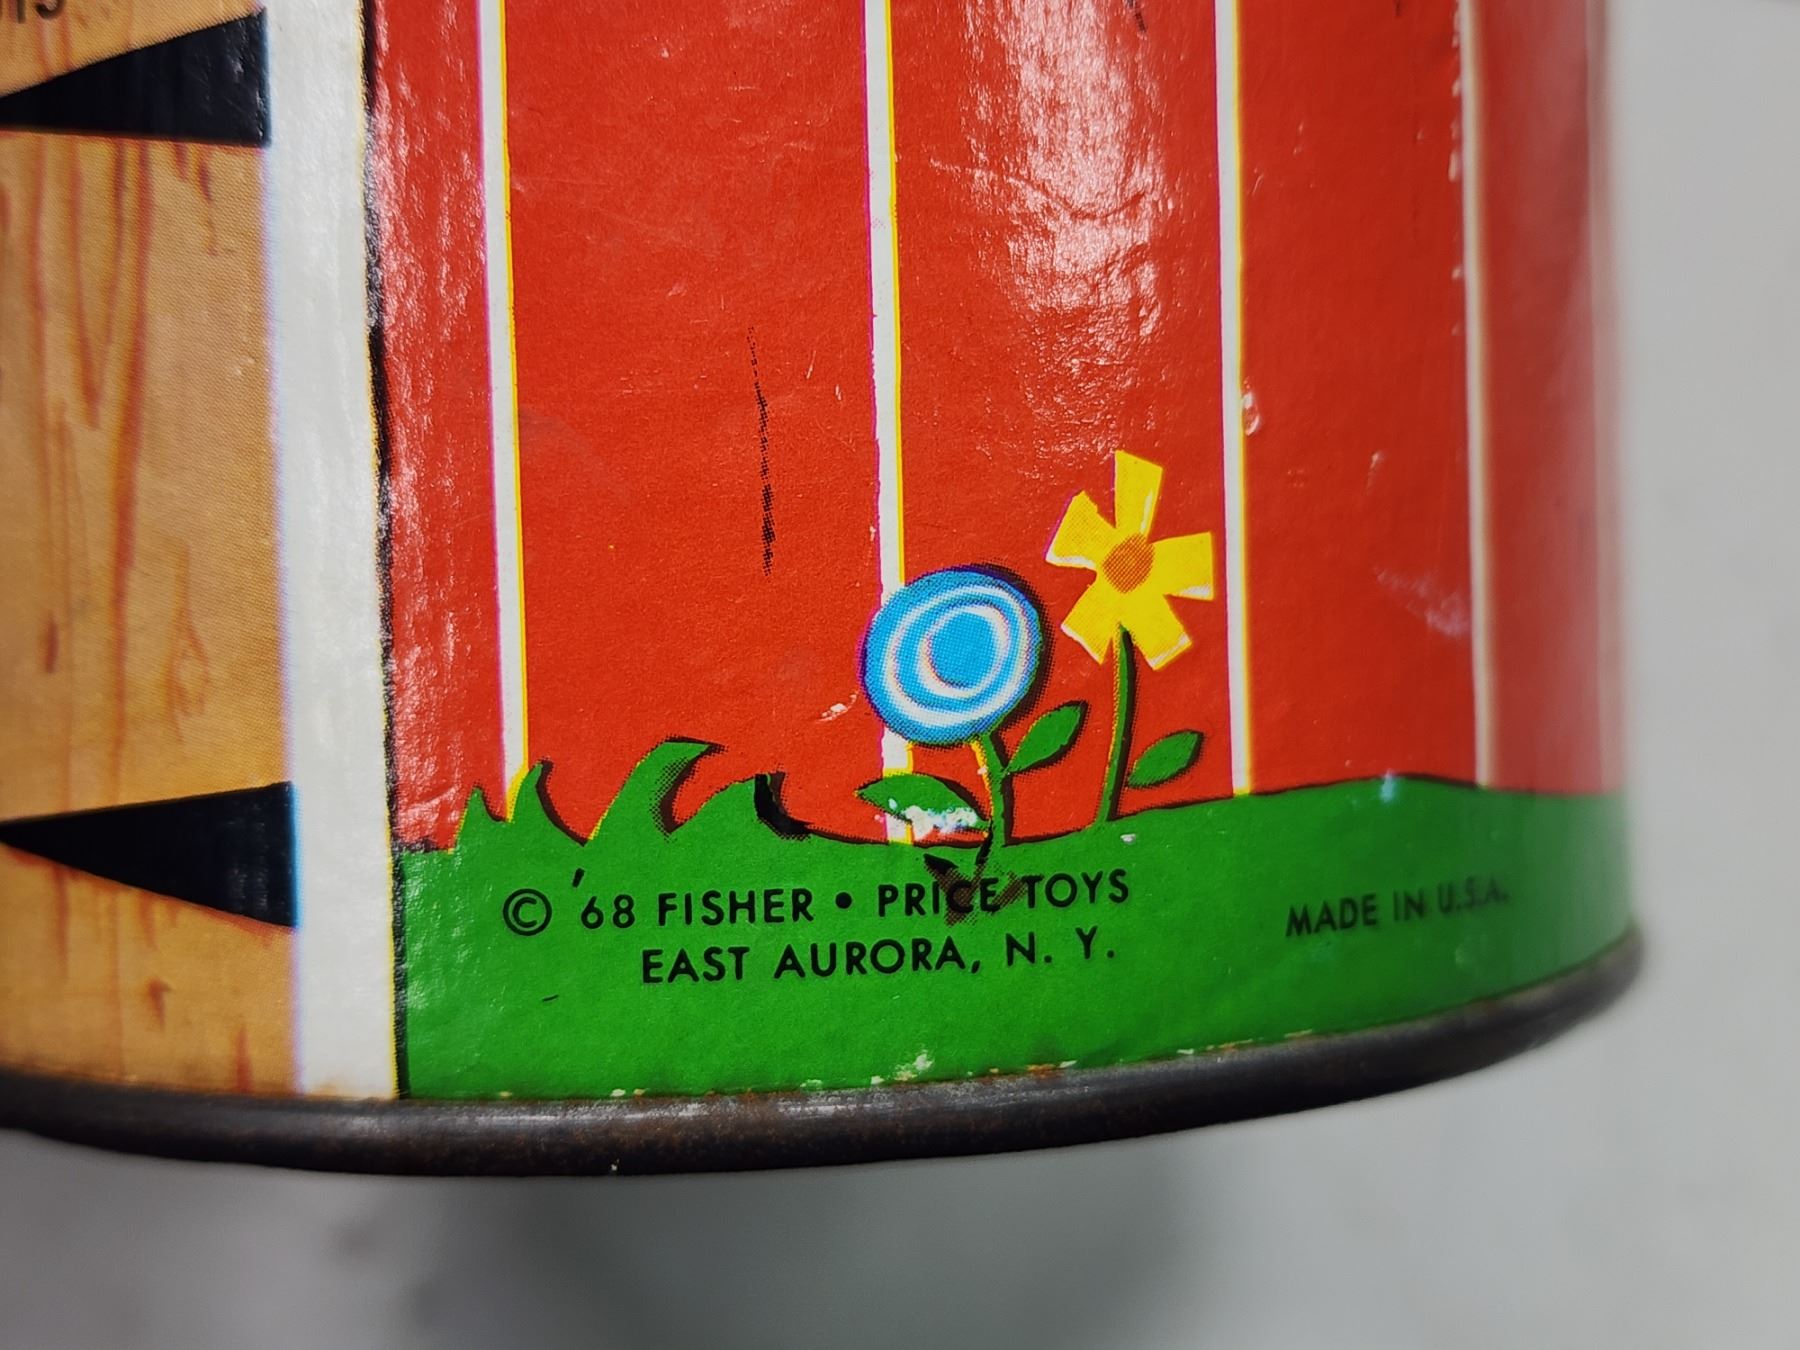 © '68 FISHER • PRICE TOYS
EAST AURORA, N. Y.
MADE IN U.S.A.